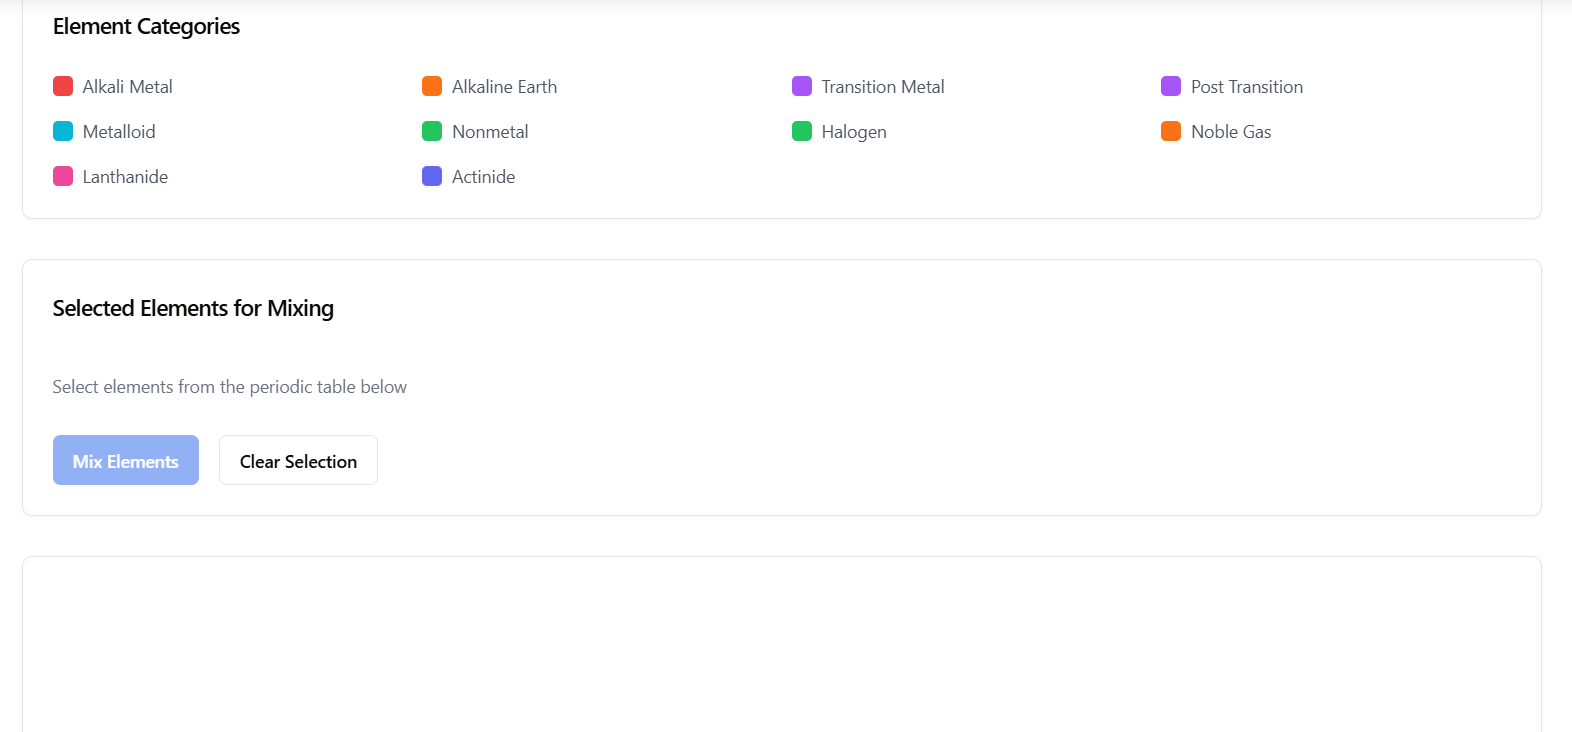 Element Categories
Alkali Metal
Alkaline Earth
Transition Metal
Post Transition
Metalloid
Nonmetal
Halogen
Noble Gas
Lanthanide
Actinide
Selected Elements for Mixing
Select elements from the periodic table below
Mix Elements
Clear Selection